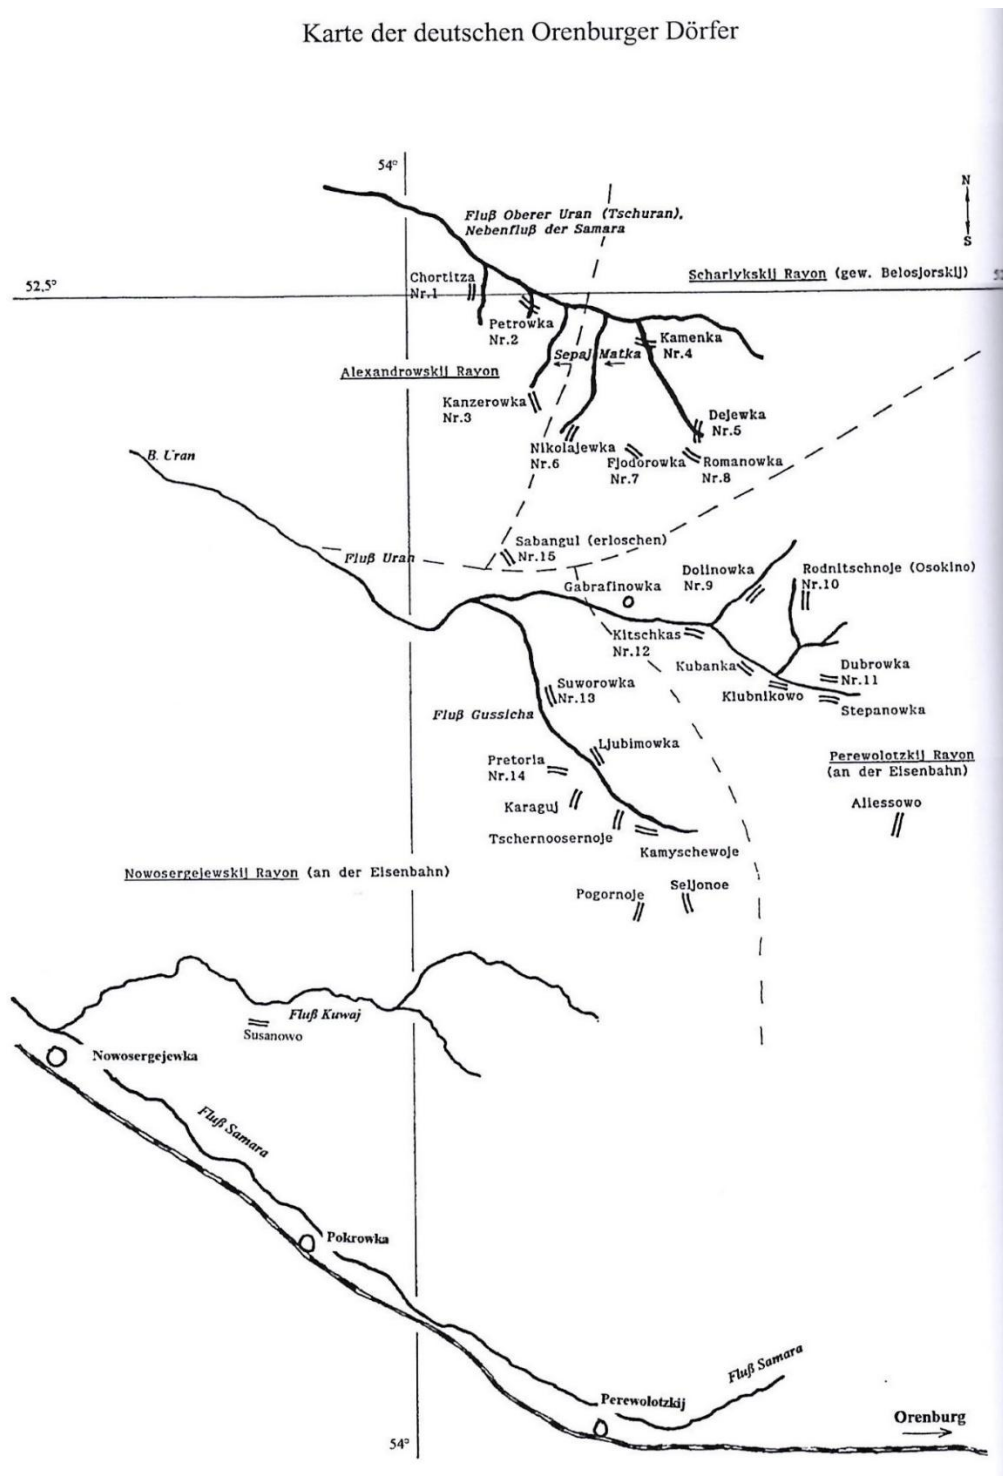 Karte der deutschen Orenburger Dörfer
54°
N
S
Fluß Oberer Uran (Tschuran),
Nebenfluß der Samara
Scharlykskij Rayon (gew. Belosjorskij)
52,5°
Chortitza
Nr.1
Petrowka
Nr.2
Kamenka
Nr.4
Sepaj Matka
Alexandrowskij Rayon
Kanzerowka
Nr.3
Dejewka
Nr.5
Nikolajewka
Nr.6
Fjodorowka
Nr.7
Romanowka
Nr.8
B. Uran
Fluß Uran
Sabangul (erloschen)
Nr.15
Gabrafinowka
Dolinowka
Nr.9
Rodnitschnoje (Osokino)
Nr.10
Kitschkas
Nr.12
Kubanka
Klubnikowo
Dubrowka
Nr.11
Stepanowka
Suworowka
Nr.13
Fluß Gussicha
Ljubimowka
Pretoria
Nr.14
Karaguj
Tschernoosernoje
Kamyschewoje
Perewolotzkij Rayon
(an der Eisenbahn)
Allessowo
Nowosergejewskij Rayon (an der Eisenbahn)
Pogornoje
Seljonoe
Fluß Kuwaj
Susanowo
Nowosergejewka
Fluß Samara
Pokrowka
Fluß Samara
Perewolotzkij
Orenburg
54°